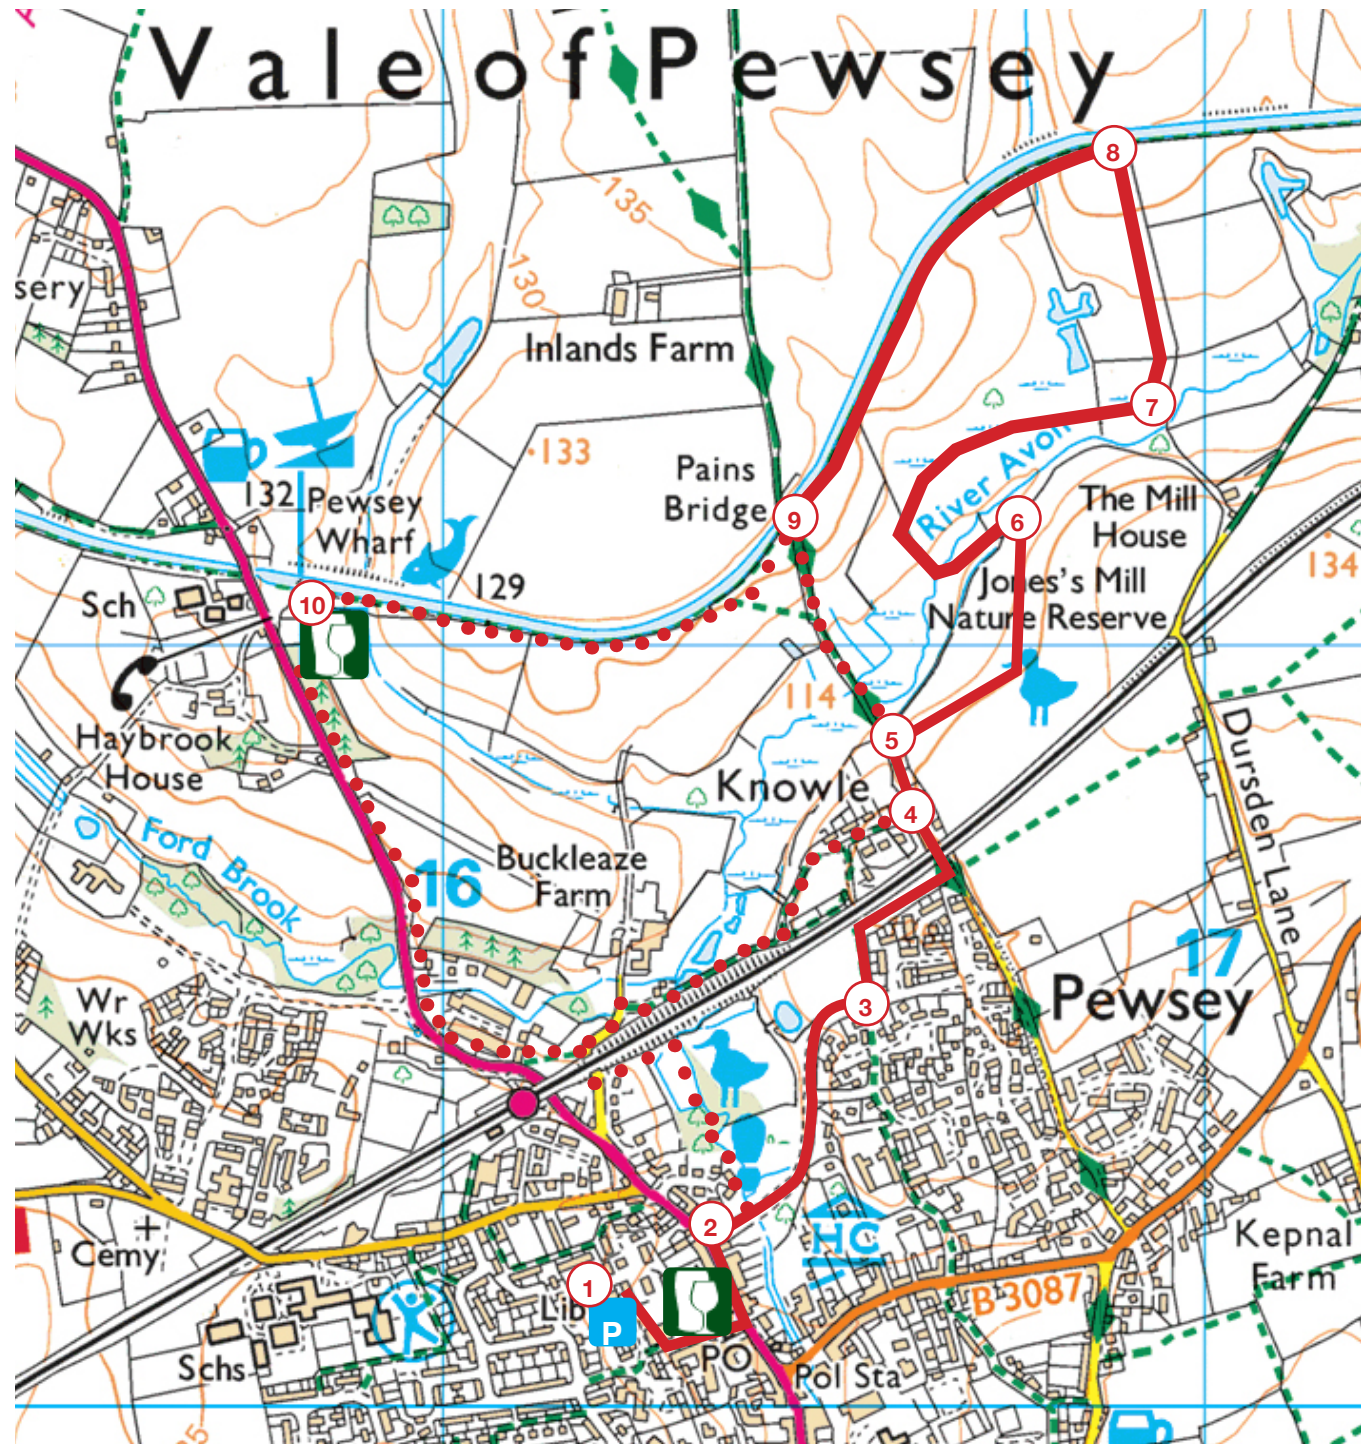 Vale of Pewsey
8
135
130
sery
Inlands Farm
7
133
River Avon
Pains
Bridge
9
6
The Mill
House
132
Pewsey
Wharf
134
129
Jones's Mill
Nature Reserve
Sch
10
114
5
Haybrook
House
Knowle
Dursden Lane
4
Ford Brook
16
Buckleaze
Farm
17
Wr
Wks
3
Pewsey
2
HC
Cemy
Kepnal
Farm
1
Lib
P
B 3087
Schs
PO
Pol Sta